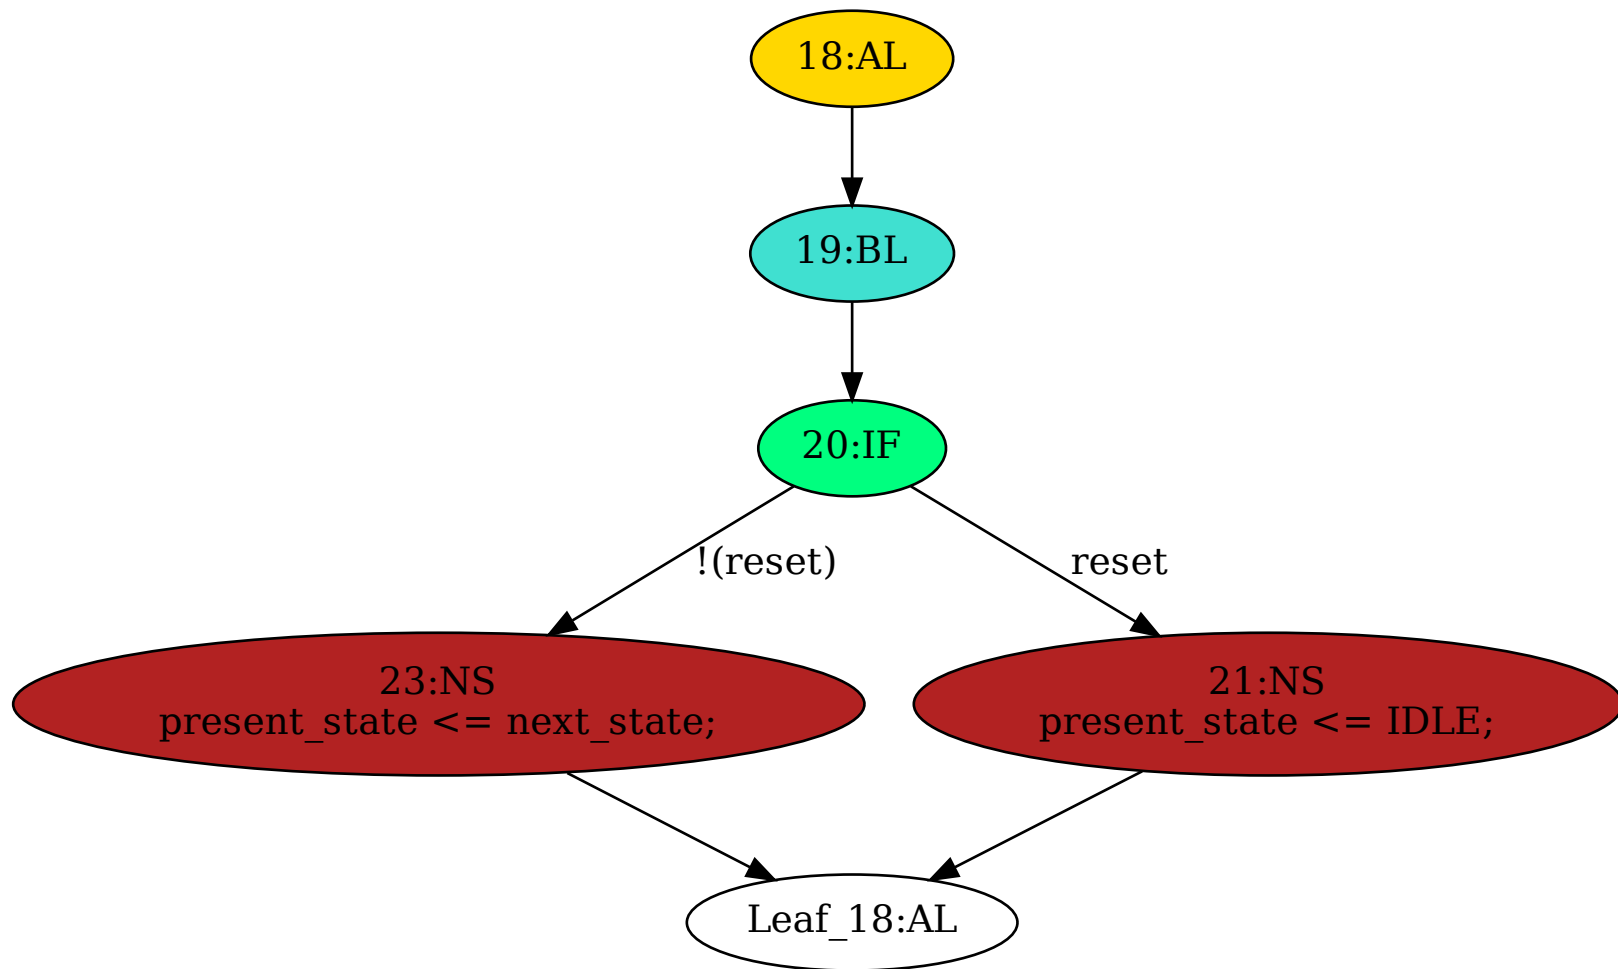 18:AL
19:BL
20:IF
!(reset)
reset
23:NS
present_state <= next_state;
21:NS
present_state <= IDLE;
Leaf_18:AL